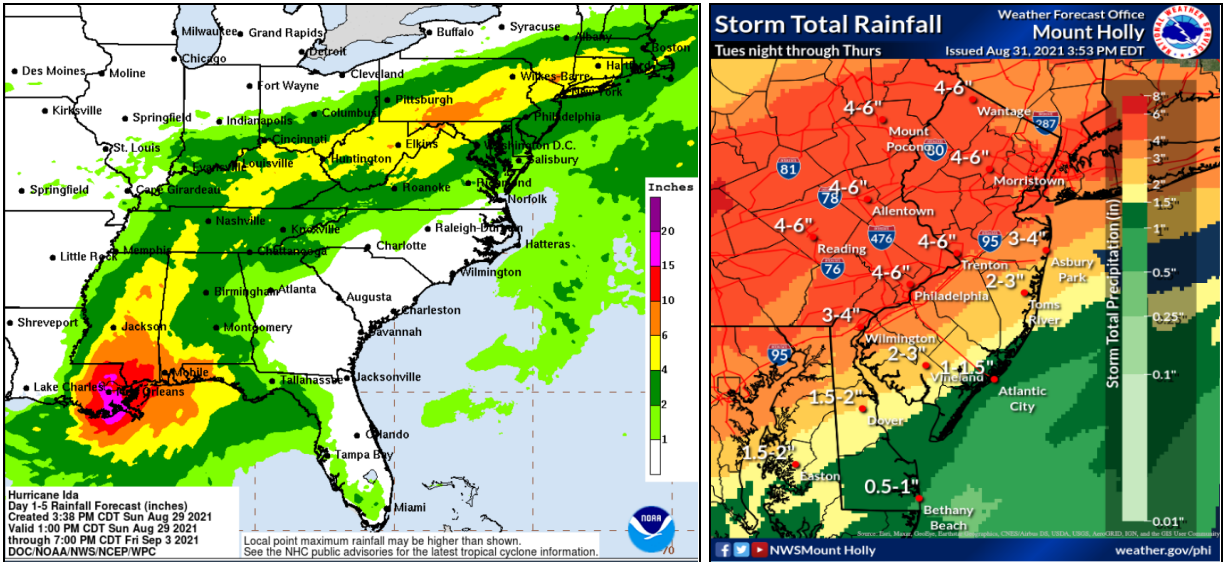 Milwaukee
Grand Rapids
Buffalo
Syracuse
Albany
Boston
Detroit
Chicago
Des Moines
Moline
Cleveland
Hartford
Wilkes Barre
New York
Fort Wayne
Pittsburgh
Kirksville
Springfield
Indianapolis
Columbus
Philadelphia
Cincinnati
St. Louis
Elkins
Washington D.C.
Evansville
Louisville
Huntington
Salisbury
Springfield
Cape Girardeau
Roanoke
Richmond
Norfolk
Nashville
Knoxville
Raleigh-Durham
Memphis
Chattanooga
Charlotte
Hatteras
Little Rock
Wilmington
Birmingham
Atlanta
Augusta
Charleston
Shreveport
Jackson
Montgomery
Savannah
Lake Charles
Mobile
New Orleans
Tallahassee
Jacksonville
Orlando
Tampa Bay
Miami
Inches
20
15
10
6
4
2
1
Hurricane Ida
Day 1-5 Rainfall Forecast (inches)
Created 3:38 PM CDT Sun Aug 29 2021
Valid 1:00 PM CDT Sun Aug 29 2021
through 7:00 PM CDT Fri Sep 3 2021
DOC/NOAA/NWS/NCEP/WPC
Local point maximum rainfall may be higher than shown.
See the NHC public advisories for the latest tropical cyclone information.
NOAA
70
Storm Total Rainfall
Tues night through Thurs
Weather Forecast Office
Mount Holly
Issued Aug 31, 2021 3:53 PM EDT
NATIONAL WEATHER SERVICE
4-6"
Wantage
4-6"
Mount
Pocono
287
80
4-6"
Morristown
81
78
4-6"
Allentown
4-6"
Reading
476
4-6"
95
3-4"
Trenton
Asbury
Park
76
4-6"
Philadelphia
2-3"
Toms
River
3-4"
Wilmington
95
2-3"
Vineland
1-1.5"
Atlantic
City
1.5-2"
Dover
1.5-2"
Easton
0.5-1"
Bethany
Beach
Storm Total Precipitation (in)
8"
6"
4"
3"
2"
1.5"
1"
0.5"
0.25"
0.1"
0.01"
NWSMount Holly
weather.gov/phi